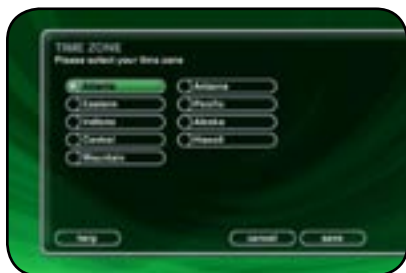 TIME ZONE
Please select your time zone
Atlantic
Eastern
Indiana
Central
Mountain
Arizona
Pacific
Alaska
Hawaii
help
cancel
save